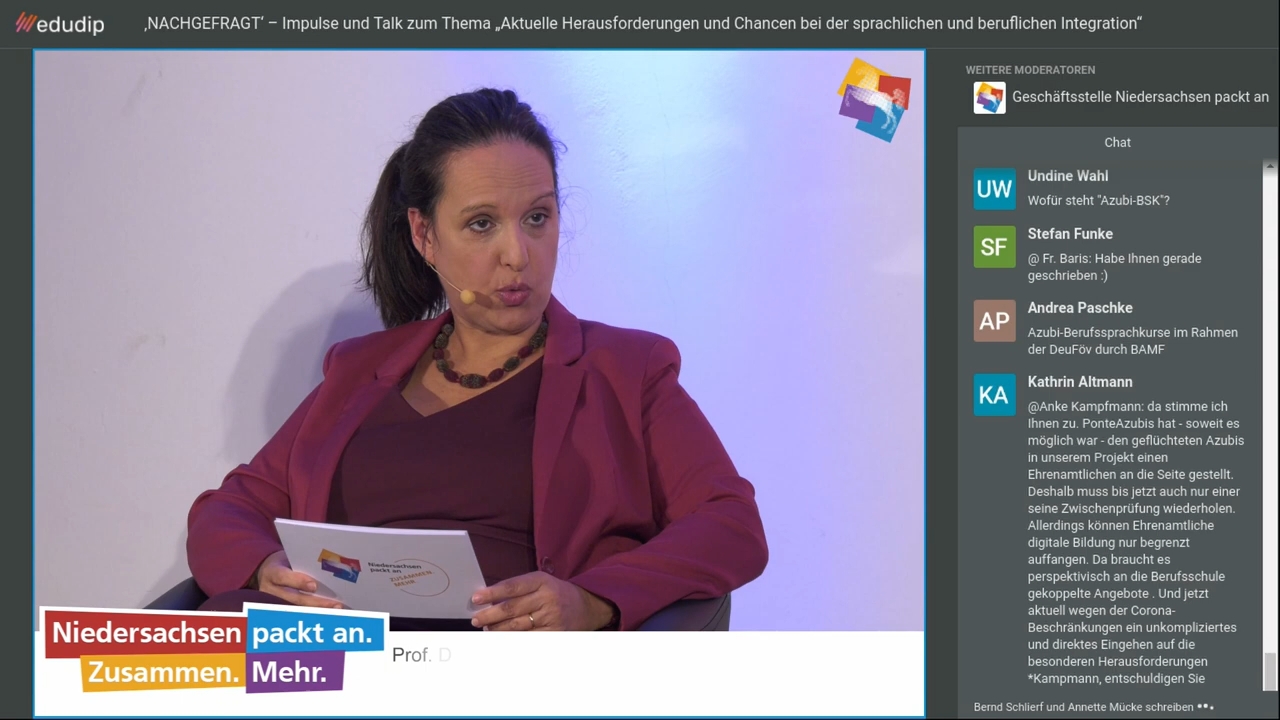 edudip
‚NACHGEFRAGT‘ – Impulse und Talk zum Thema „Aktuelle Herausforderungen und Chancen bei der sprachlichen und beruflichen Integration“
Niedersachsen
packt an
ZUSAMMEN.
MEHR.
Niedersachsen packt an.
Zusammen. Mehr.
Prof. D
WEITERE MODERATOREN
Geschäftsstelle Niedersachsen packt an
Chat
UW
Undine Wahl
Wofür steht "Azubi-BSK"?
SF
Stefan Funke
@ Fr. Baris: Habe Ihnen gerade
geschrieben :)
AP
Andrea Paschke
Azubi-Berufssprachkurse im Rahmen
der DeuFöv durch BAMF
KA
Kathrin Altmann
@Anke Kampfmann: da stimme ich
Ihnen zu. PonteAzubis hat - soweit es
möglich war - den geflüchteten Azubis
in unserem Projekt einen
Ehrenamtlichen an die Seite gestellt.
Deshalb muss bis jetzt auch nur einer
seine Zwischenprüfung wiederholen.
Allerdings können Ehrenamtliche
digitale Bildung nur begrenzt
auffangen. Da braucht es
perspektivisch an die Berufsschule
gekoppelte Angebote . Und jetzt
aktuell wegen der Corona-
Beschränkungen ein unkompliziertes
und direktes Eingehen auf die
besonderen Herausforderungen
*Kampmann, entschuldigen Sie
Bernd Schlierf und Annette Mücke schreiben